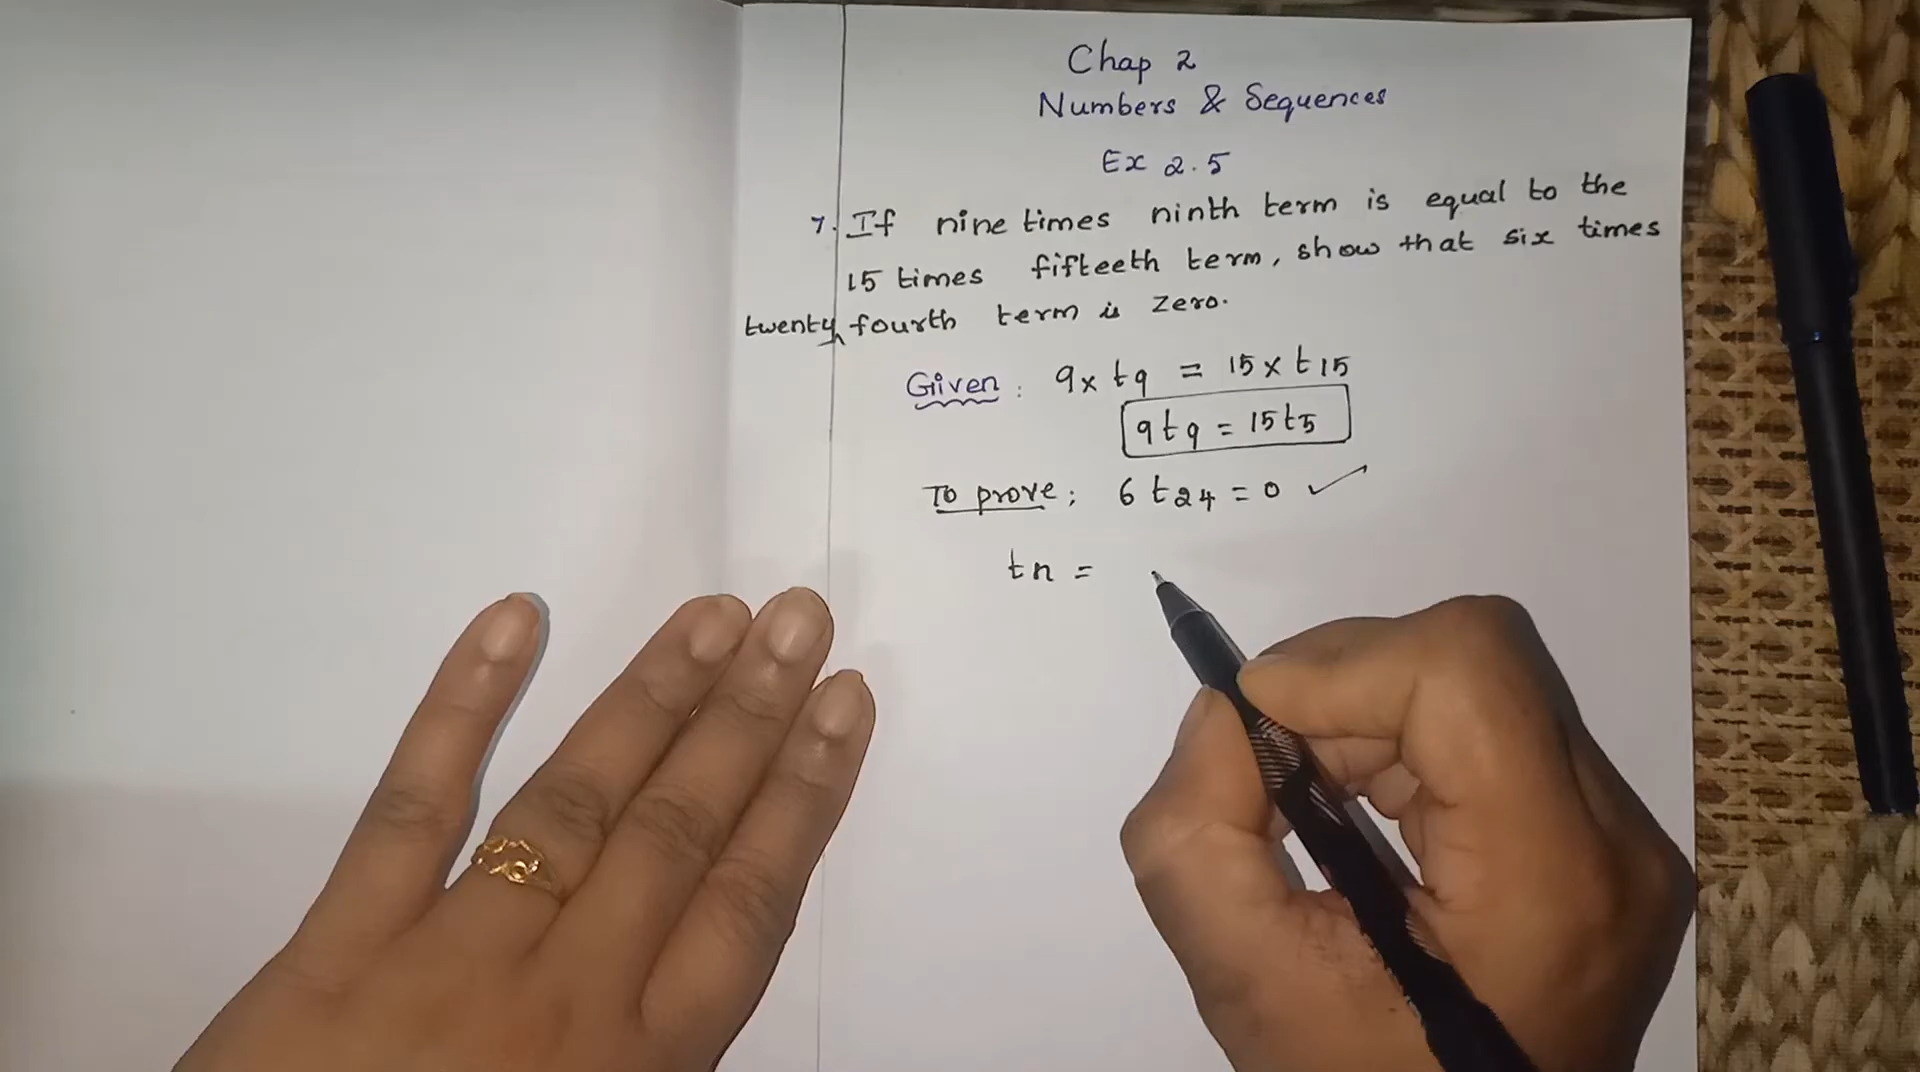 Chap 2
Numbers & Sequences
Ex 2.5
7. If nine times ninth term is equal to the
15 times fifteeth term, show that six times
twenty fourth term is zero.
Given : 9 x t9 = 15 x t15
9t9 = 15t5
To prove ; 6 t24 = 0 ✓
tn =